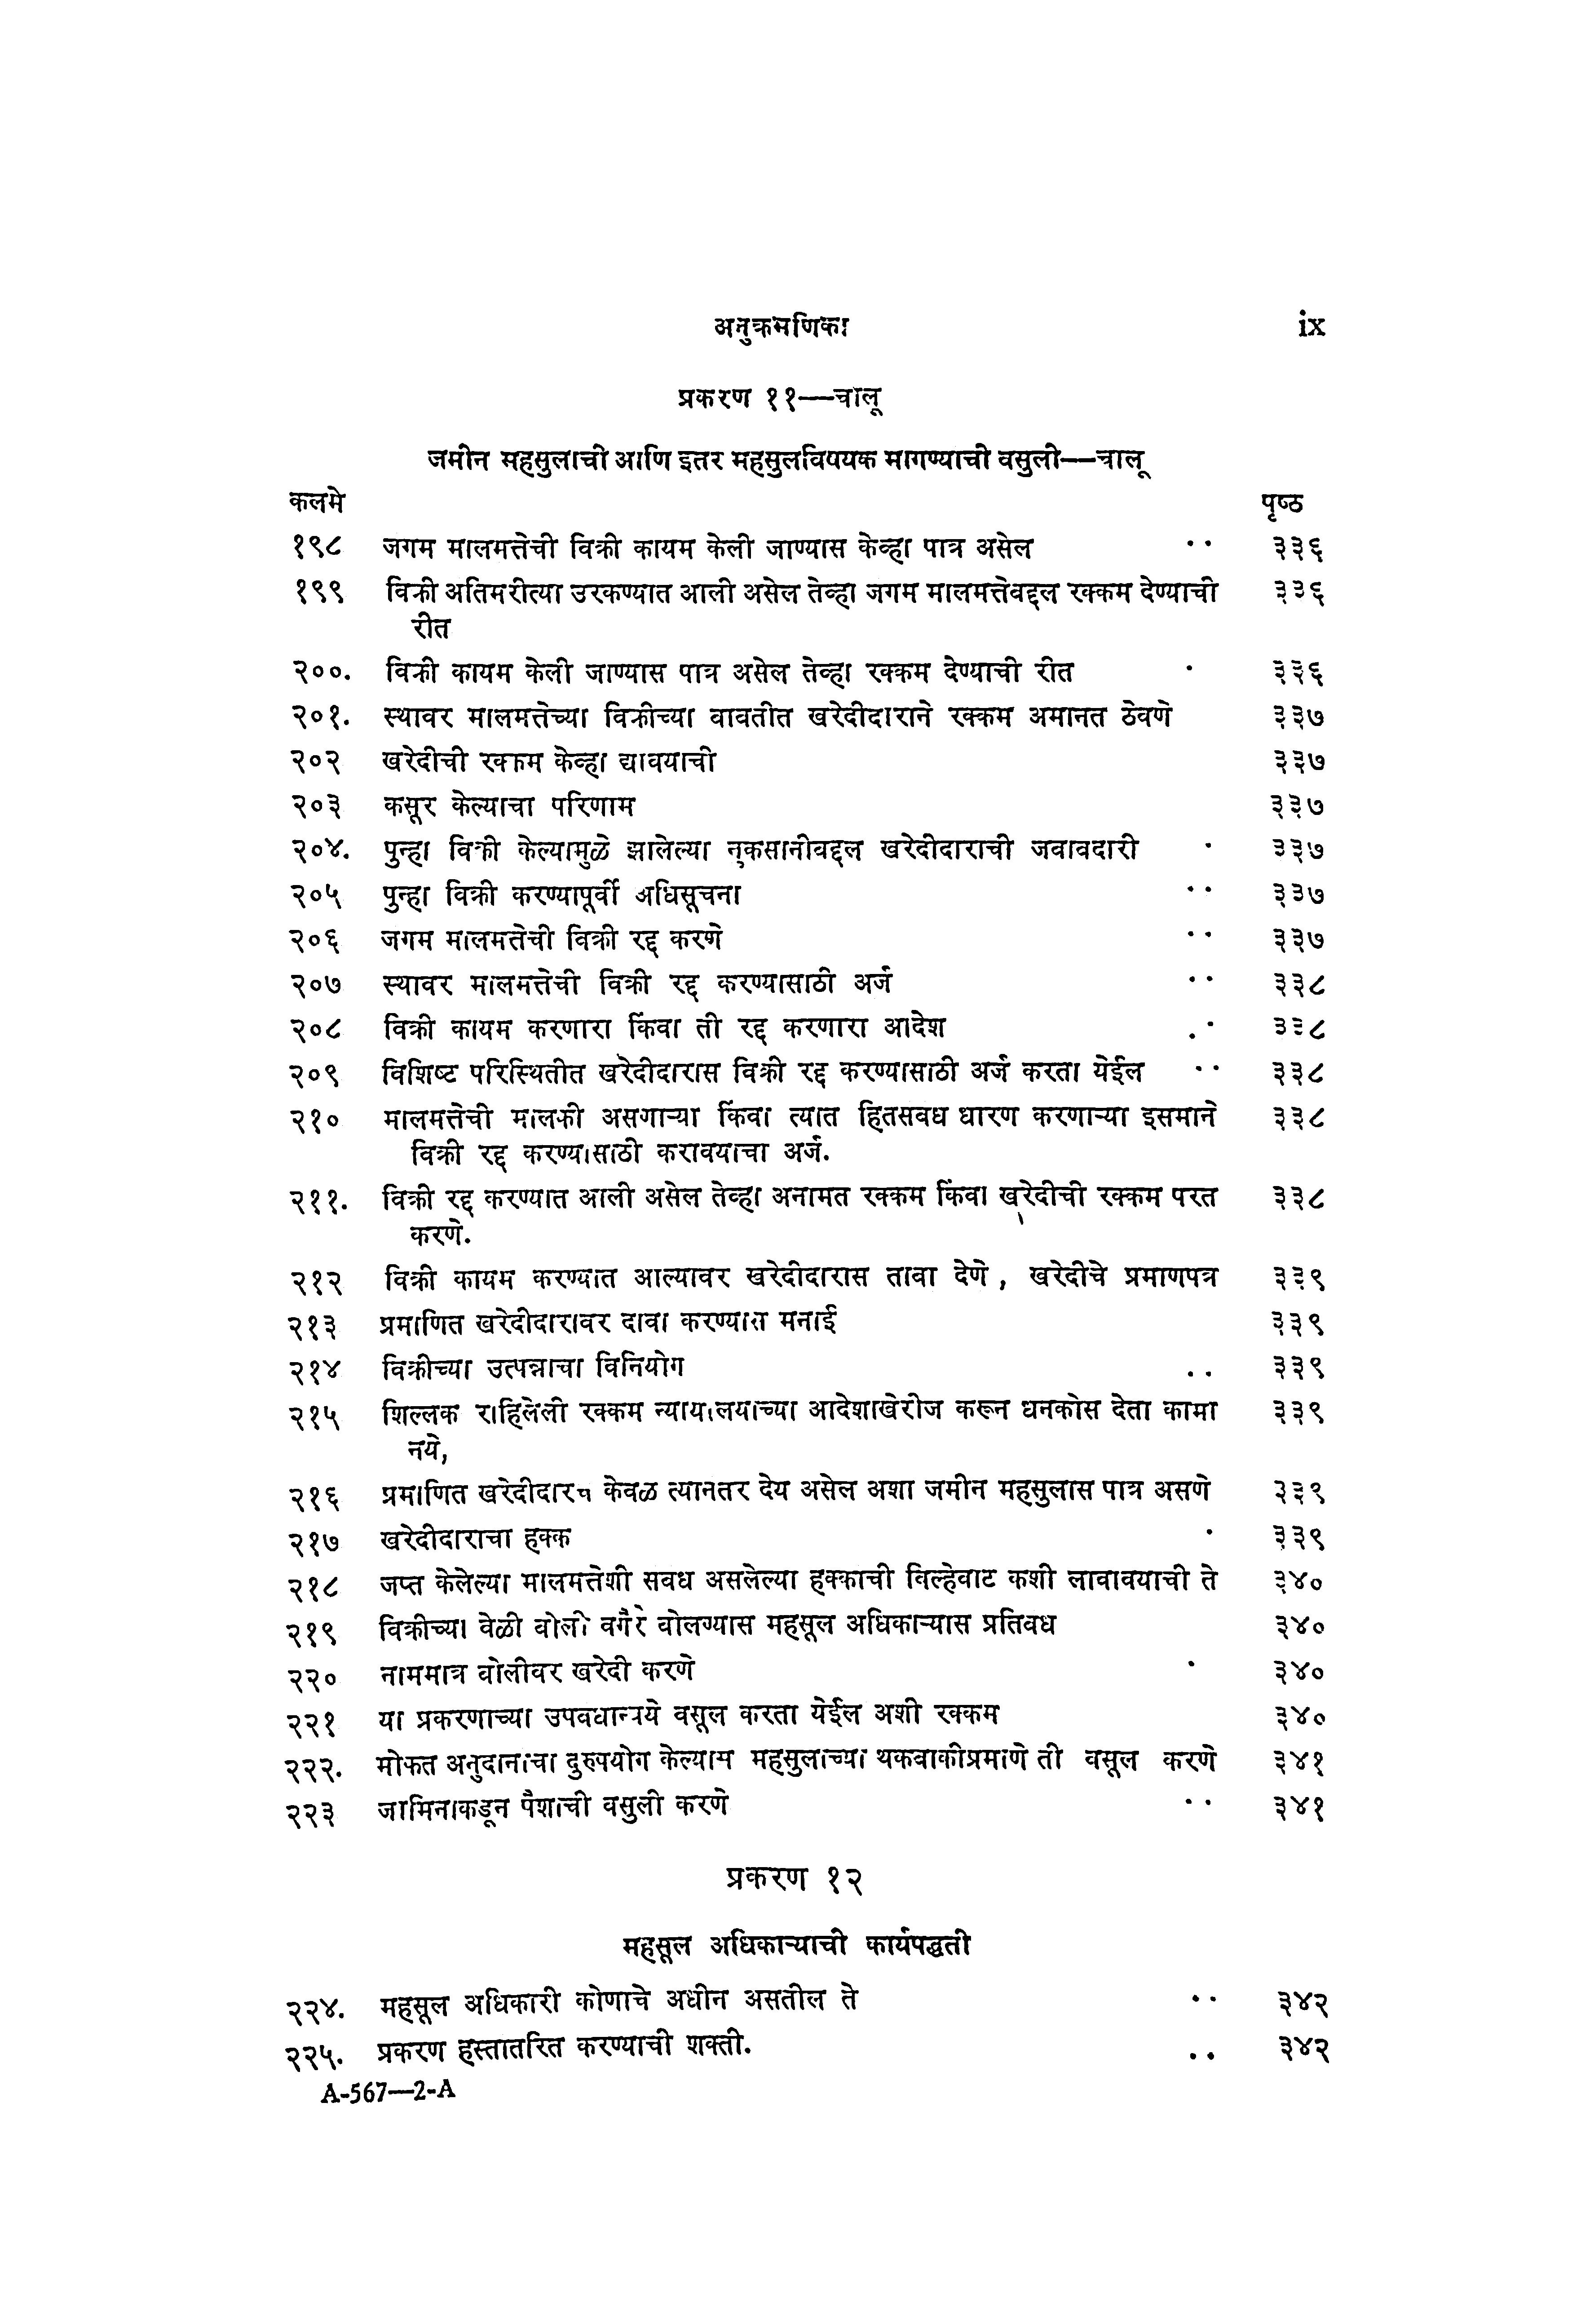 अनुक्रमणिका ix
प्रकरण ११—चालू
जमीन महसुलाची आणि इतर महसुलविषयक मागण्याची वसुली—चालू
कलमे पृष्ठ
१९८ जगम मालमत्तेची विक्री कायम केली जाण्यास केव्हा पात्र असेल .. ३३६
१९९ विक्री अतिमरीत्या उरकण्यात आली असेल तेव्हा जगम मालमत्तेबद्दल रक्कम देण्याची ३३६
रीत
२००. विक्री कायम केली जाण्यास पात्र असेल तेव्हा रक्कम देण्याची रीत . ३३६
२०१. स्थावर मालमत्तेच्या विक्रीच्या बाबतीत खरेदीदाराने रक्कम अमानत ठेवणे ३३७
२०२ खरेदीची रक्कम केव्हा द्यावयाची ३३७
२०३ कसूर केल्याचा परिणाम ३३७
२०४. पुन्हा विक्री केल्यामुळे झालेल्या नुकसानीबद्दल खरेदीदाराची जबाबदारी . ३३७
२०५ पुन्हा विक्री करण्यापूर्वी अधिसूचना .. ३३७
२०६ जगम मालमत्तेची विक्री रद्द करणे .. ३३७
२०७ स्थावर मालमत्तेची विक्री रद्द करण्यासाठी अर्ज .. ३३८
२०८ विक्री कायम करणारा किंवा ती रद्द करणारा आदेश .. ३३८
२०९ विशिष्ट परिस्थितीत खरेदीदारास विक्री रद्द करण्यासाठी अर्ज करता येईल .. ३३८
२१० मालमत्तेची मालकी असणाऱ्या किंवा त्यात हितसबध धारण करणाऱ्या इसमाने ३३८
विक्री रद्द करण्यासाठी करावयाचा अर्ज.
२११. विक्री रद्द करण्यात आली असेल तेव्हा अनामत रक्कम किंवा खरेदीची रक्कम परत ३३८
करणे.
२१२ विक्री कायम करण्यात आल्यावर खरेदीदारास ताबा देणे , खरेदीचे प्रमाणपत्र ३३९
२१३ प्रमाणित खरेदीदारावर दावा करण्यास मनाई ३३९
२१४ विक्रीच्या उत्पन्नाचा विनियोग .. ३३९
२१५ शिल्लक राहिलेली रक्कम न्यायालयाच्या आदेशाखेरीज करून धनकोस देता कामा ३३९
नये,
२१६ प्रमाणित खरेदीदार केवळ त्यानतर देय असेल अशा जमीन महसुलास पात्र असणे ३३९
२१७ खरेदीदाराचा हक्क . ३३९
२१८ जप्त केलेल्या मालमत्तेशी सबध असलेल्या हक्काची विल्हेवाट कशी लावावयाची ते ३४०
२१९ विक्रीच्या वेळी बोली वगैरे बोलण्यास महसूल अधिकाऱ्यास प्रतिबध ३४०
२२० नाममात्र बोलीवर खरेदी करणे . ३४०
२२१ या प्रकरणाच्या उपबधान्वये वसूल करता येईल अशी रक्कम ३४०
२२२. मोफत अनुदानाचा दुरुपयोग केल्यास महसुलाच्या थकबाकीप्रमाणे ती वसूल करणे ३४१
२२३ जामिनाकडून पैशाची वसुली करणे .. ३४१
प्रकरण १२
महसूल अधिकाऱ्याची कार्यपद्धती
२२४. महसूल अधिकारी कोणाचे अधीन असतील ते .. ३४२
२२५. प्रकरण हस्तातरित करण्याची शक्ती. .. ३४२
A-567—2-A